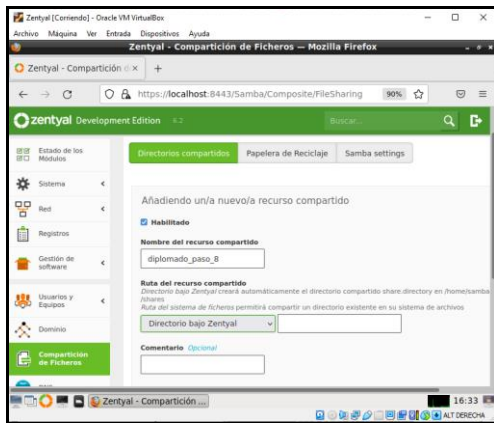 Zentyal [Corriendo] - Oracle VM VirtualBox
Archivo Máquina Ver Entrada Dispositivos Ayuda
Zentyal - Compartición de Ficheros — Mozilla Firefox
Zentyal - Compartición d × +
https://localhost:8443/Samba/Composite/FileSharing 90%
zentyal Development Edition 6.2 Buscar...
Estado de los
Módulos
Sistema
Red
Registros
Gestión de
software
Usuarios y
Equipos
Dominio
Compartición
de Ficheros
Directorios compartidos Papelera de Reciclaje Samba settings
Añadiendo un/a nuevo/a recurso compartido
Habilitado
Nombre del recurso compartido
diplomado_paso_8
Ruta del recurso compartido
Directorio bajo Zentyal creará automáticamente el directorio compartido share.directory en /home/samba
/shares
Ruta del sistema de ficheros permitirá compartir un directorio existente en su sistema de archivos
Directorio bajo Zentyal
Comentario Opcional
Zentyal - Compartición ... 16:33
ALT DERECHA